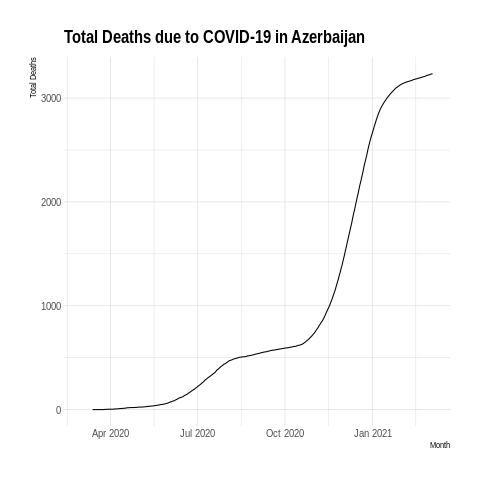 Total Deaths due to COVID-19 in Azerbaijan
Total Deaths
3000
2000
1000
0
Apr 2020 Jul 2020 Oct 2020 Jan 2021
Month